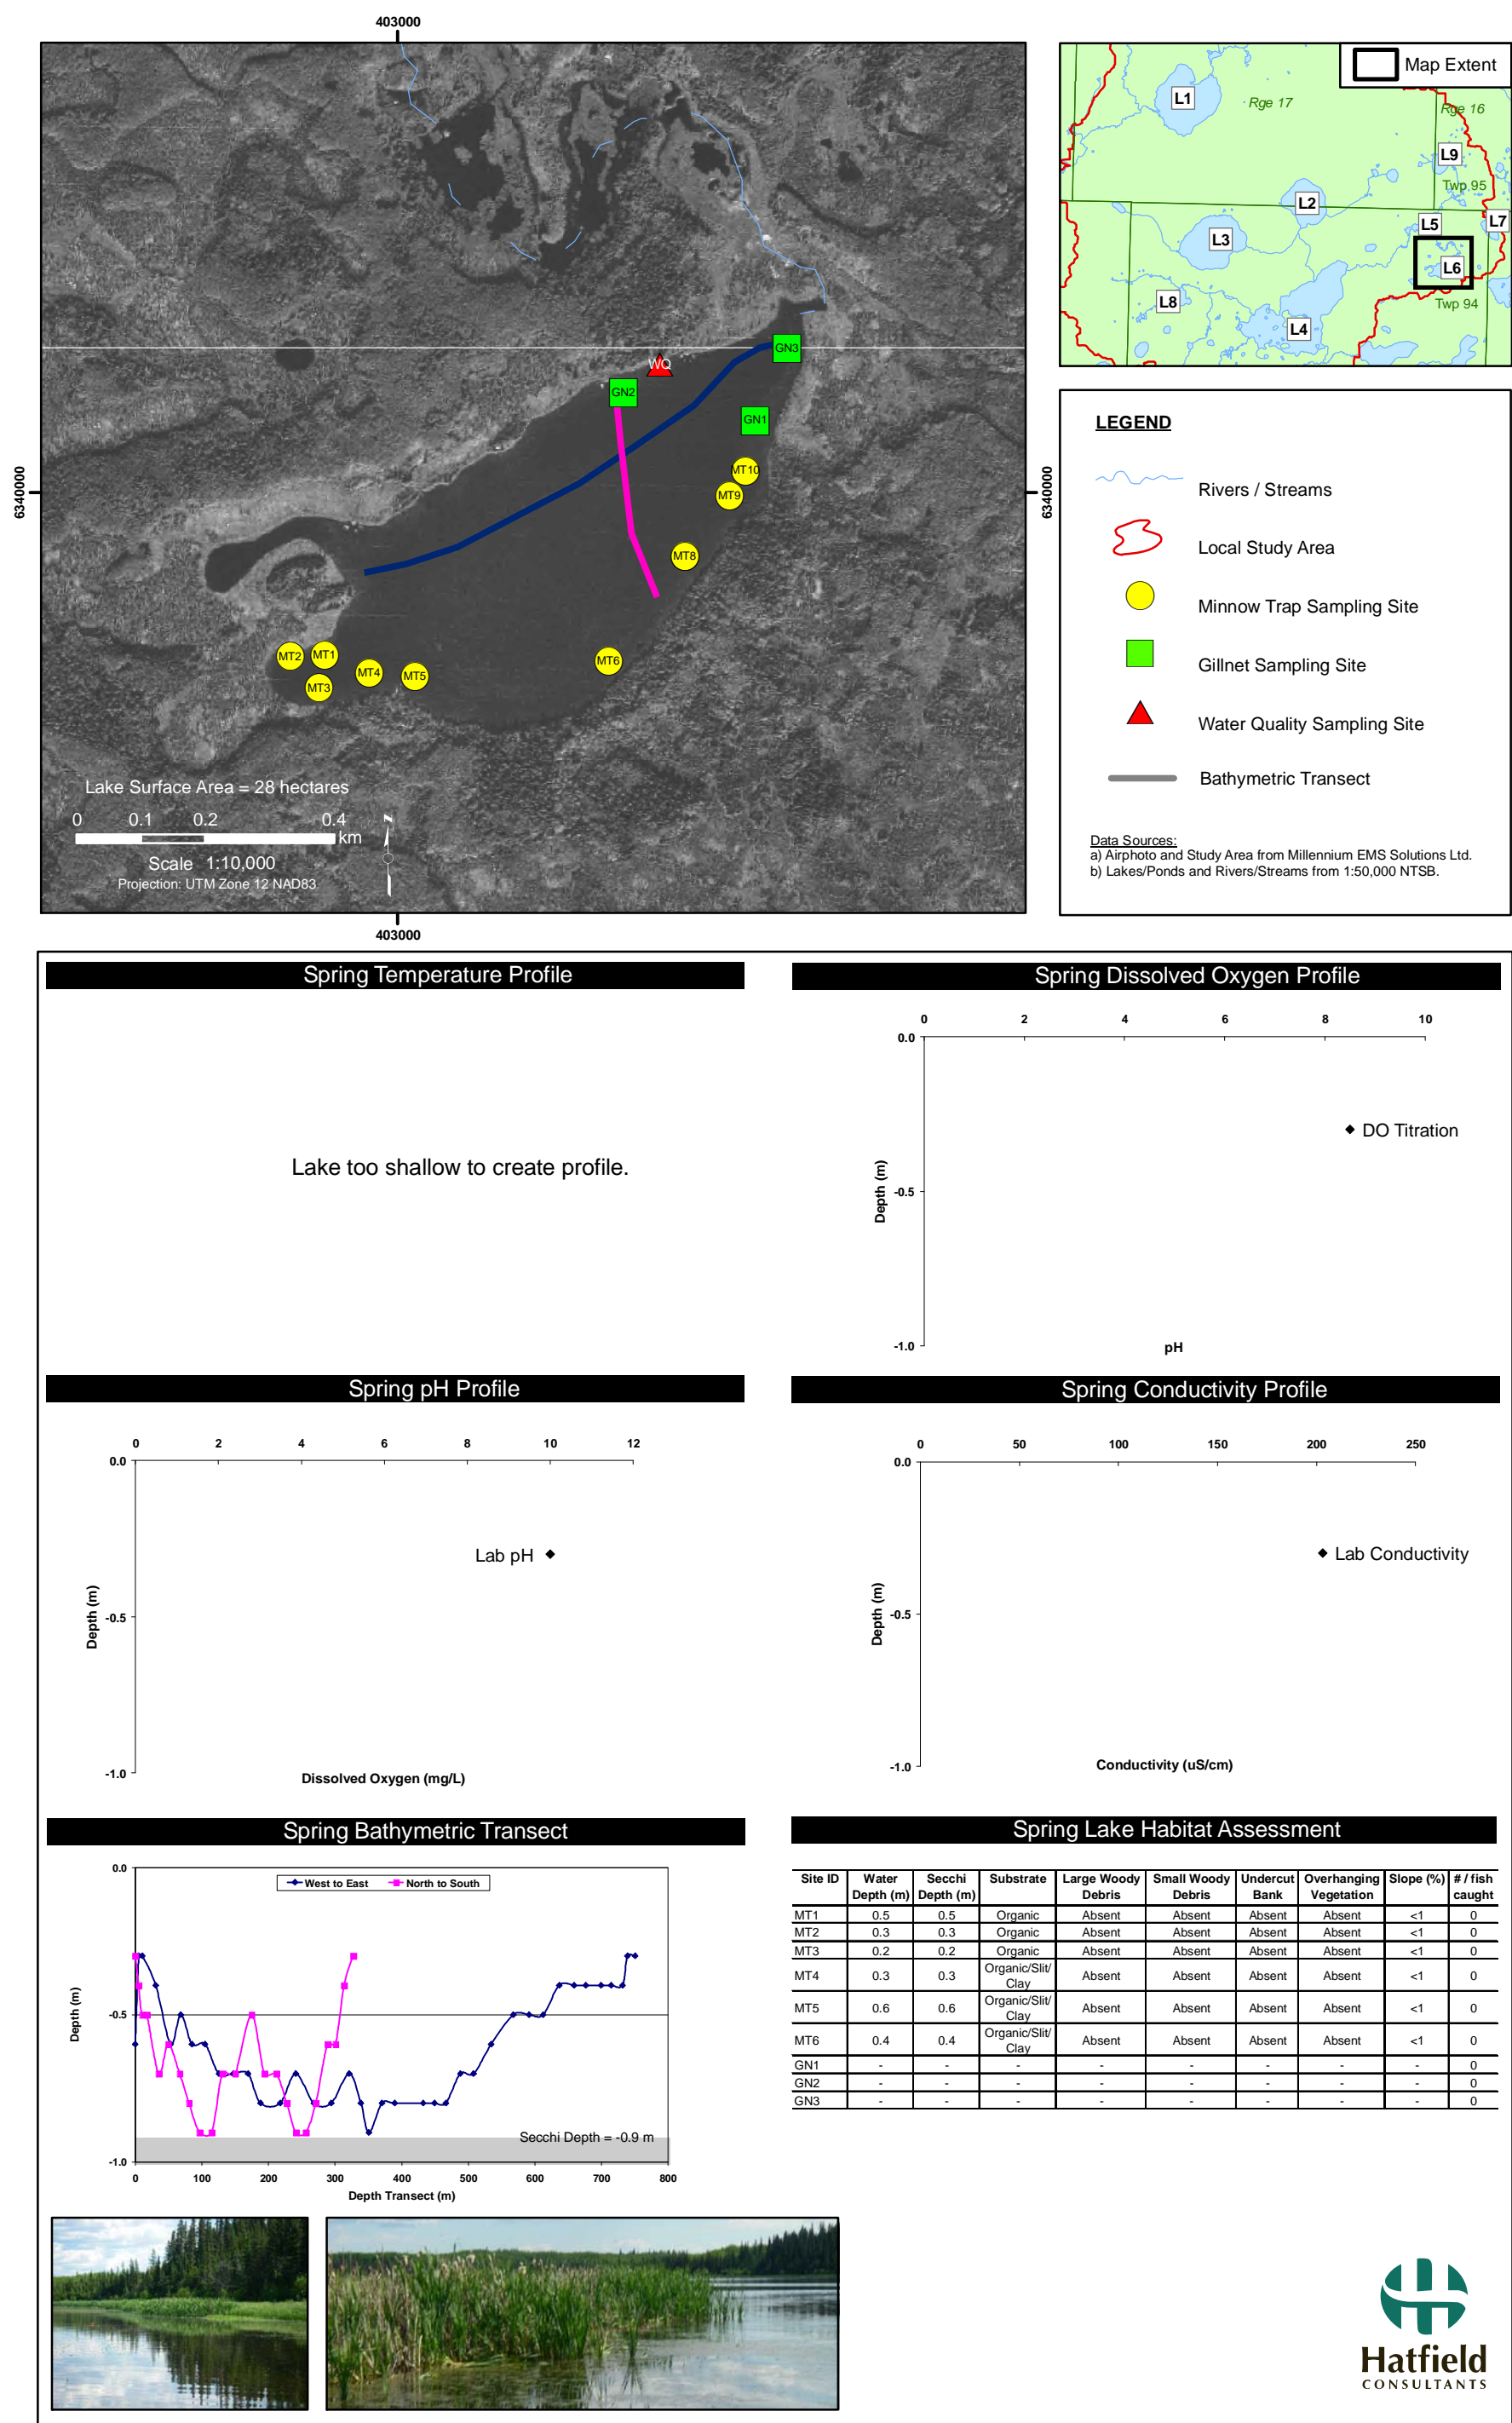 403000
6340000
6340000
403000
WQ
GN3
GN2
GN1
MT10
MT9
MT8
MT6
MT2
MT1
MT4
MT5
MT3
Lake Surface Area = 28 hectares
0 0.1 0.2 0.4
km
N
Scale 1:10,000
Projection: UTM Zone 12 NAD83
Map Extent
L1
Rge 17
Rge 16
L9
Twp 95
L2
L5
L7
L3
L6
L8
Twp 94
L4
LEGEND
Rivers / Streams
Local Study Area
Minnow Trap Sampling Site
Gillnet Sampling Site
Water Quality Sampling Site
Bathymetric Transect
Data Sources:
a) Airphoto and Study Area from Millennium EMS Solutions Ltd.
b) Lakes/Ponds and Rivers/Streams from 1:50,000 NTSB.
Spring Temperature Profile
Lake too shallow to create profile.
Spring Dissolved Oxygen Profile
0 2 4 6 8 10
0.0
DO Titration
Depth (m)
-0.5
-1.0
pH
Spring pH Profile
0 2 4 6 8 10 12
0.0
Lab pH
Depth (m)
-0.5
-1.0
Dissolved Oxygen (mg/L)
Spring Conductivity Profile
0 50 100 150 200 250
0.0
Lab Conductivity
Depth (m)
-0.5
-1.0
Conductivity (uS/cm)
Spring Bathymetric Transect
0.0
West to East North to South
Depth (m)
-0.5
Secchi Depth = -0.9 m
-1.0
0 100 200 300 400 500 600 700 800
Depth Transect (m)
Spring Lake Habitat Assessment
Site ID Water Secchi Substrate Large Woody Small Woody Undercut Overhanging Slope (%) # / fish
Depth (m) Depth (m) Debris Debris Bank Vegetation caught
MT1 0.5 0.5 Organic Absent Absent Absent Absent <1 0
MT2 0.3 0.3 Organic Absent Absent Absent Absent <1 0
MT3 0.2 0.2 Organic Absent Absent Absent Absent <1 0
MT4 0.3 0.3 Organic/Slit/ Absent Absent Absent Absent <1 0
Clay
MT5 0.6 0.6 Organic/Slit/ Absent Absent Absent Absent <1 0
Clay
MT6 0.4 0.4 Organic/Slit/ Absent Absent Absent Absent <1 0
Clay
GN1 - - - - - - - - 0
GN2 - - - - - - - - 0
GN3 - - - - - - - - 0
Hatfield
CONSULTANTS